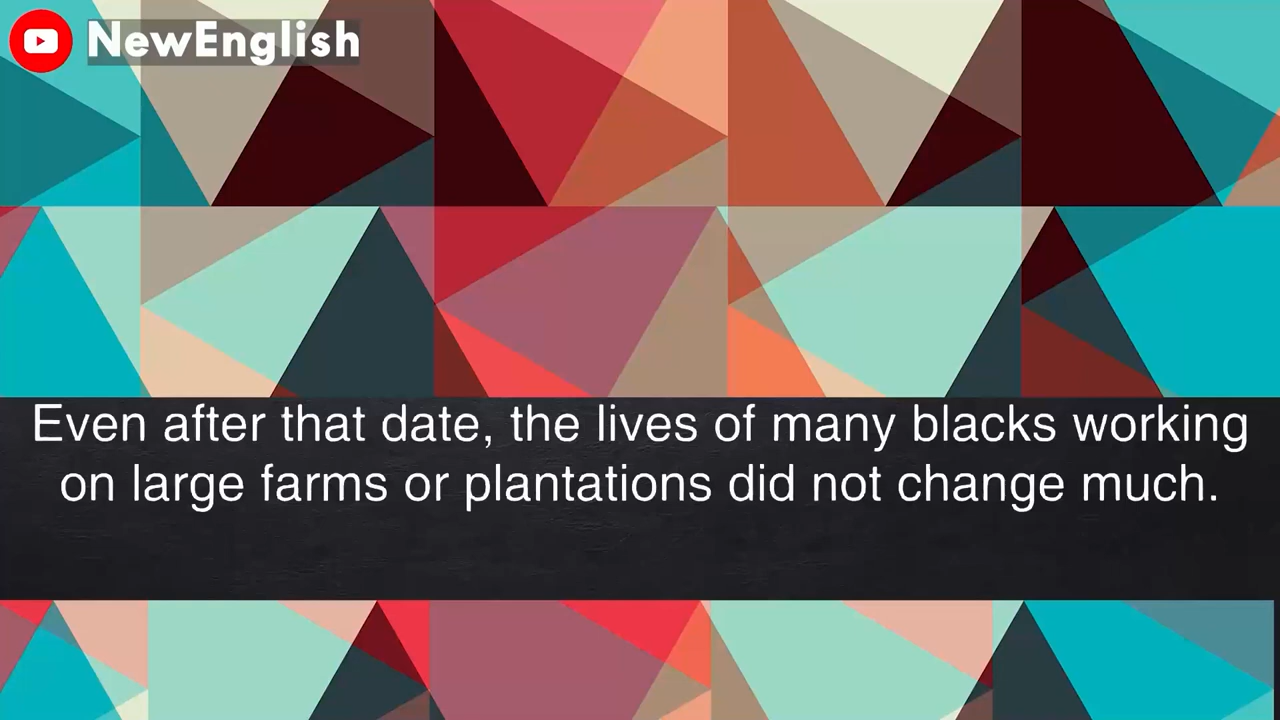 NewEnglish
Even after that date, the lives of many blacks working
on large farms or plantations did not change much.